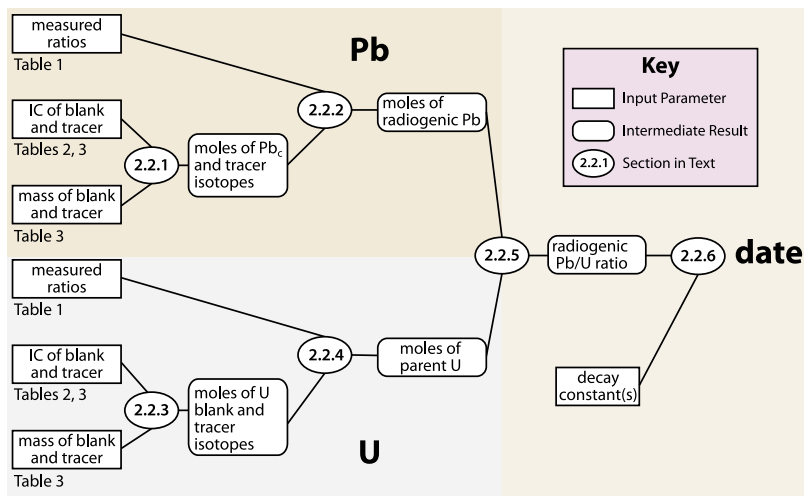 measured
ratios
Table 1
Pb
IC of blank
and tracer
Tables 2, 3
mass of blank
and tracer
Table 3
2.2.1
moles of Pbc
and tracer
isotopes
2.2.2
moles of
radiogenic Pb
measured
ratios
Table 1
IC of blank
and tracer
Tables 2, 3
mass of blank
and tracer
Table 3
2.2.3
moles of U
blank and
tracer
isotopes
2.2.4
moles of
parent U
U
Key
Input Parameter
Intermediate Result
2.2.1 Section in Text
2.2.5
radiogenic
Pb/U ratio
2.2.6
date
decay
constant(s)